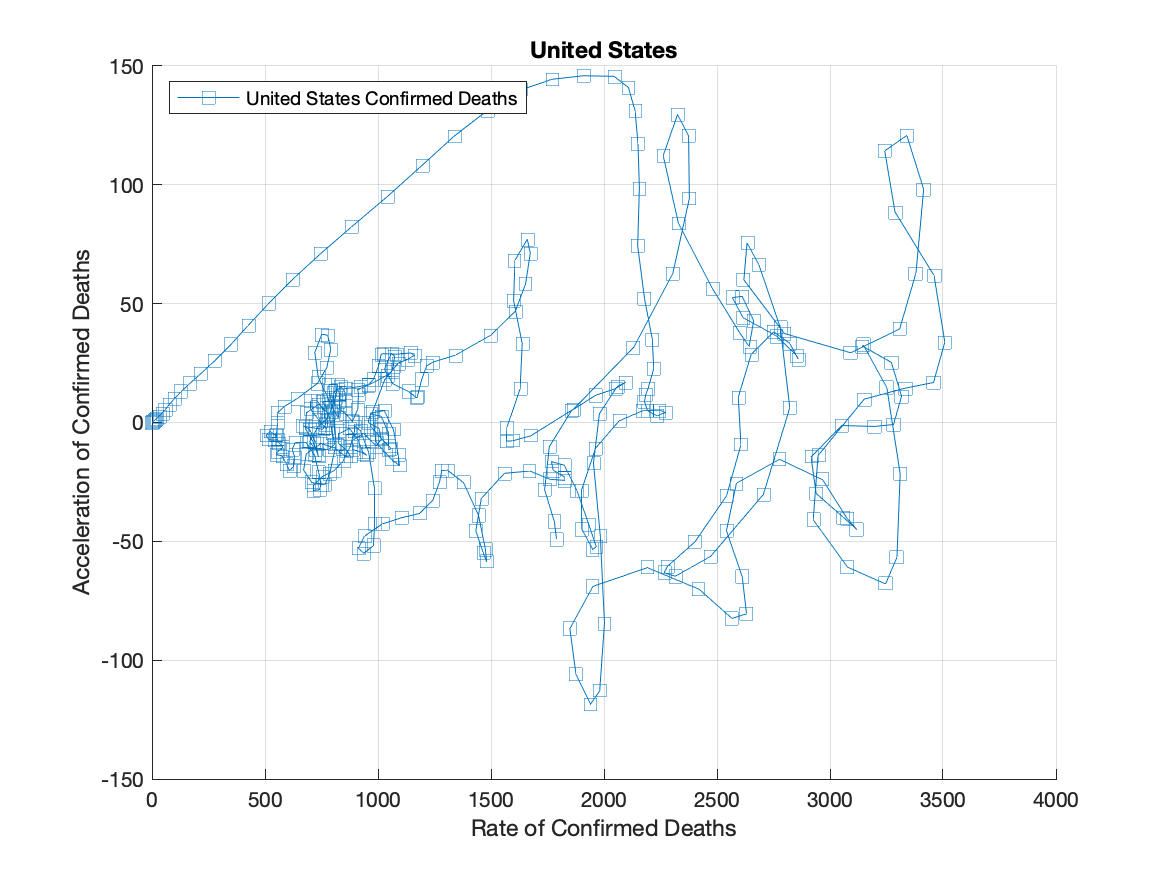 United States
United States Confirmed Deaths
Acceleration of Confirmed Deaths
150
100
50
0
-50
-100
-150
0 500 1000 1500 2000 2500 3000 3500 4000
Rate of Confirmed Deaths